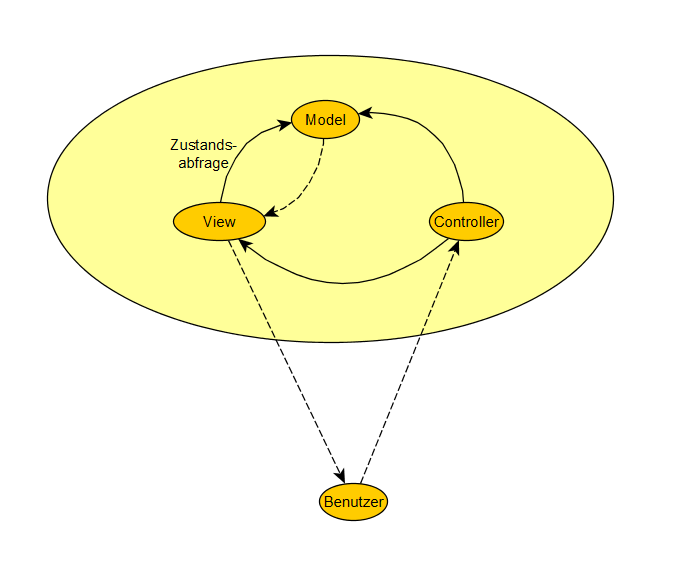 Model
Zustands-
abfrage
View
Controller
Benutzer